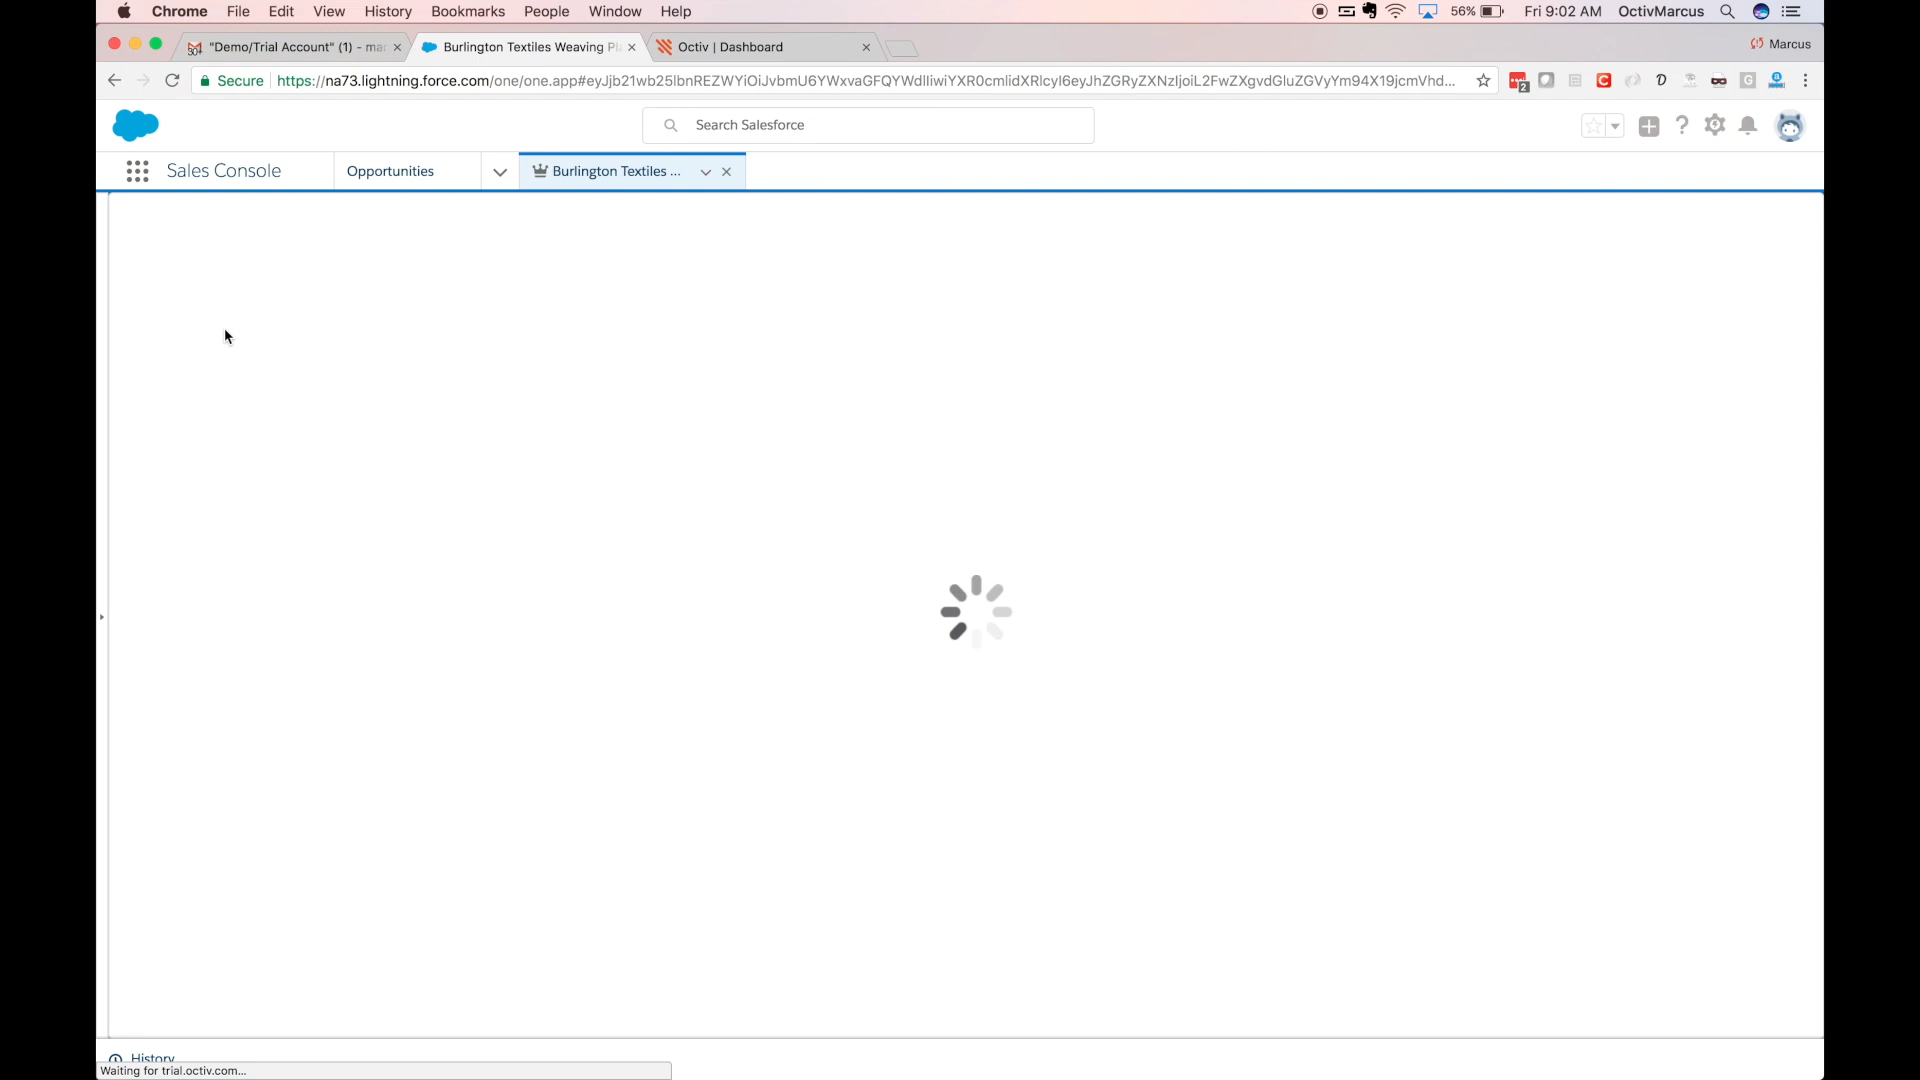 Chrome File Edit View History Bookmarks People Window Help 56% Fri 9:02 AM OctivMarcus
"Demo/Trial Account" (1) - mar Burlington Textiles Weaving Pl Octiv | Dashboard Marcus
Secure https://na73.lightning.force.com/one/one.app#eyJjb21wb25lbnREZWYiOiJvbmU6YWxvaGFQYWdlIiwiYXR0cmlidXRlcyI6eyJhZGRyZXNzIjoiL2FwZXgvdGluZGVyYm94X19jcmVhd...
Search Salesforce
Sales Console Opportunities Burlington Textiles ...
History
Waiting for trial.octiv.com...